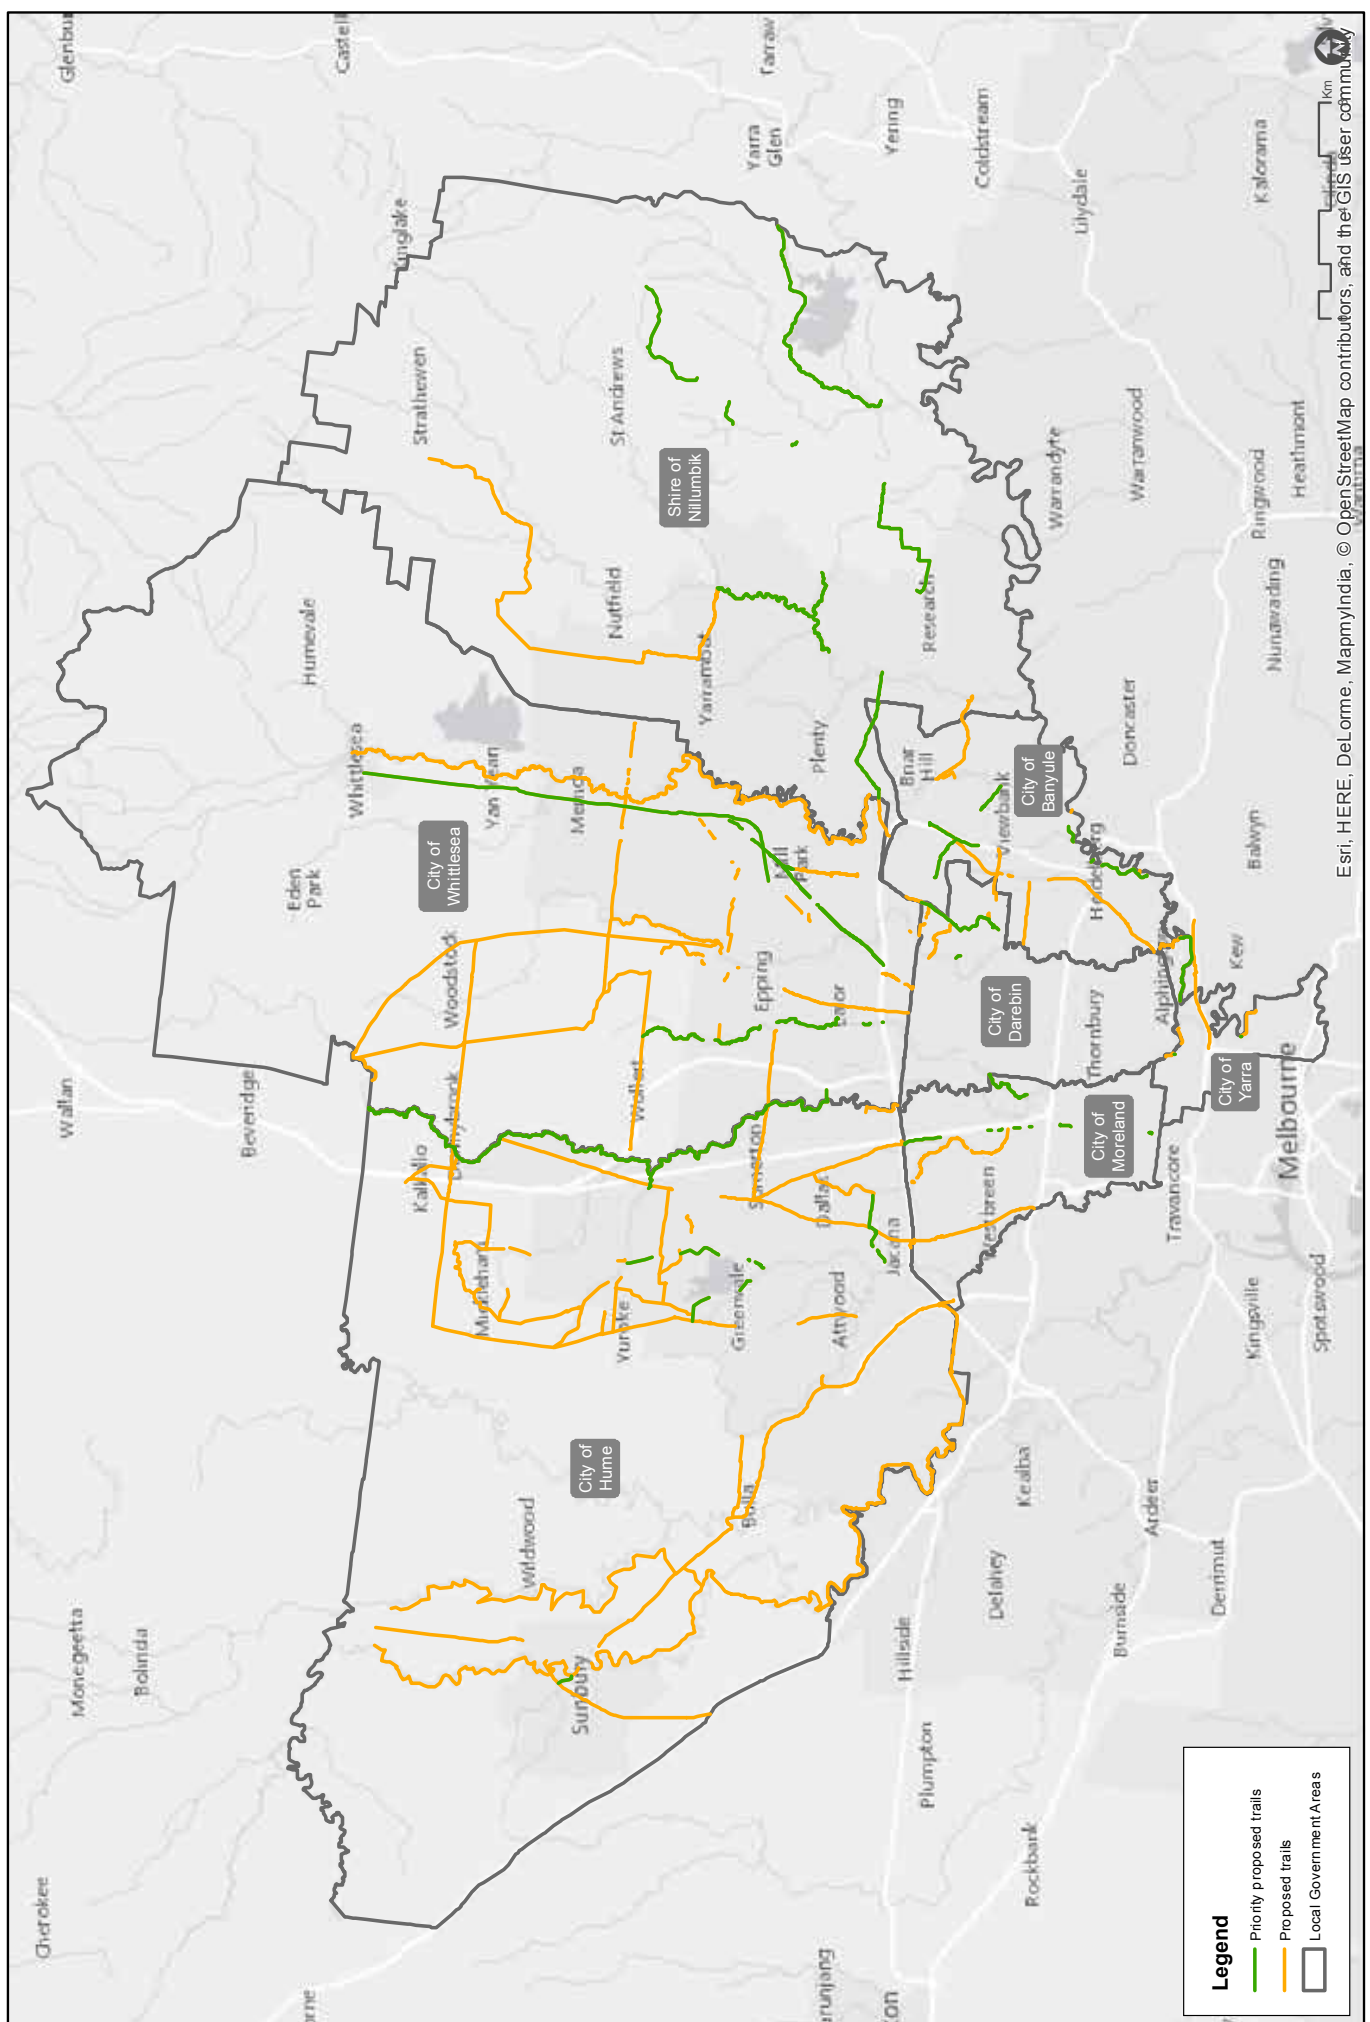 Cherokee
Monegeetta
Bolinda
Wallan
Beveridge
Glenbur
Castell
Kinglake
Strathewen
Humevale
Whittlesea
Eden
Park
City of
Whittlesea
Yan Yean
Mernda
Woodstock
Donnybrook
Kalkallo
Mickleham
Wollert
Yuroke
Wildwood
City of
Hume
Sunbury
Nutfield
St Andrews
Shire of
Nillumbik
Yarrambat
Yarra
Glen
Tarraw
Yering
Coldstream
Lilydale
Plenty
Mill
Park
Epping
Lalor
Somerton
Greenvale
Bulla
Attwood
Dallas
Jacana
Research
Briar
Hill
Viewbank
City of
Banyule
City of
Darebin
Westbreen
Kealba
Delahey
Hillside
Plumpton
Rockbank
Warrandyte
Warranwood
Doncaster
Heidelberg
Thornbury
City of
Moreland
Ardeer
Burnside
Alphington
Travancore
Derrimut
Ringwood
Heathmont
Nunawading
Balwyn
Kew
City of
Yarra
Melbourne
Kingsville
Spotswood
Kalorama
Km
Esri, HERE, DeLorme, MapmyIndia, © OpenStreetMap contributors, and the GIS user community
Legend
Priority proposed trails
Proposed trails
Local Government Areas